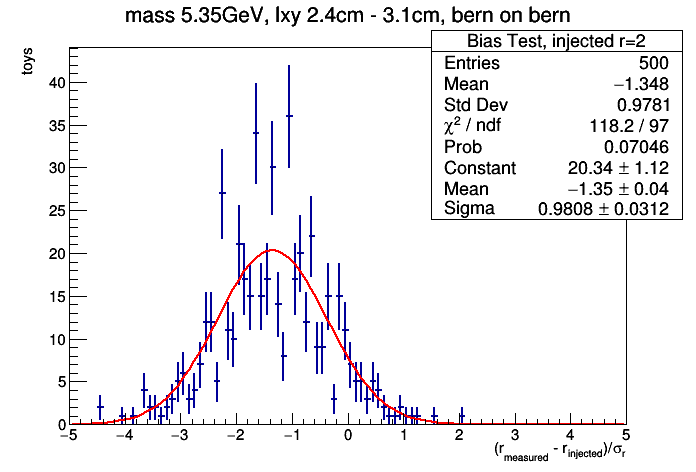 mass 5.35GeV, lxy 2.4cm - 3.1cm, bern on bern
Bias Test, injected r=2
Entries 500
Mean −1.348
Std Dev 0.9781
χ² / ndf 118.2 / 97
Prob 0.07046
Constant 20.34 ± 1.12
Mean −1.35 ± 0.04
Sigma 0.9808 ± 0.0312
toys
40
35
30
25
20
15
10
5
0
−5 −4 −3 −2 −1 0 1 2 3 4 5
(r_measured - r_injected)/σ_r